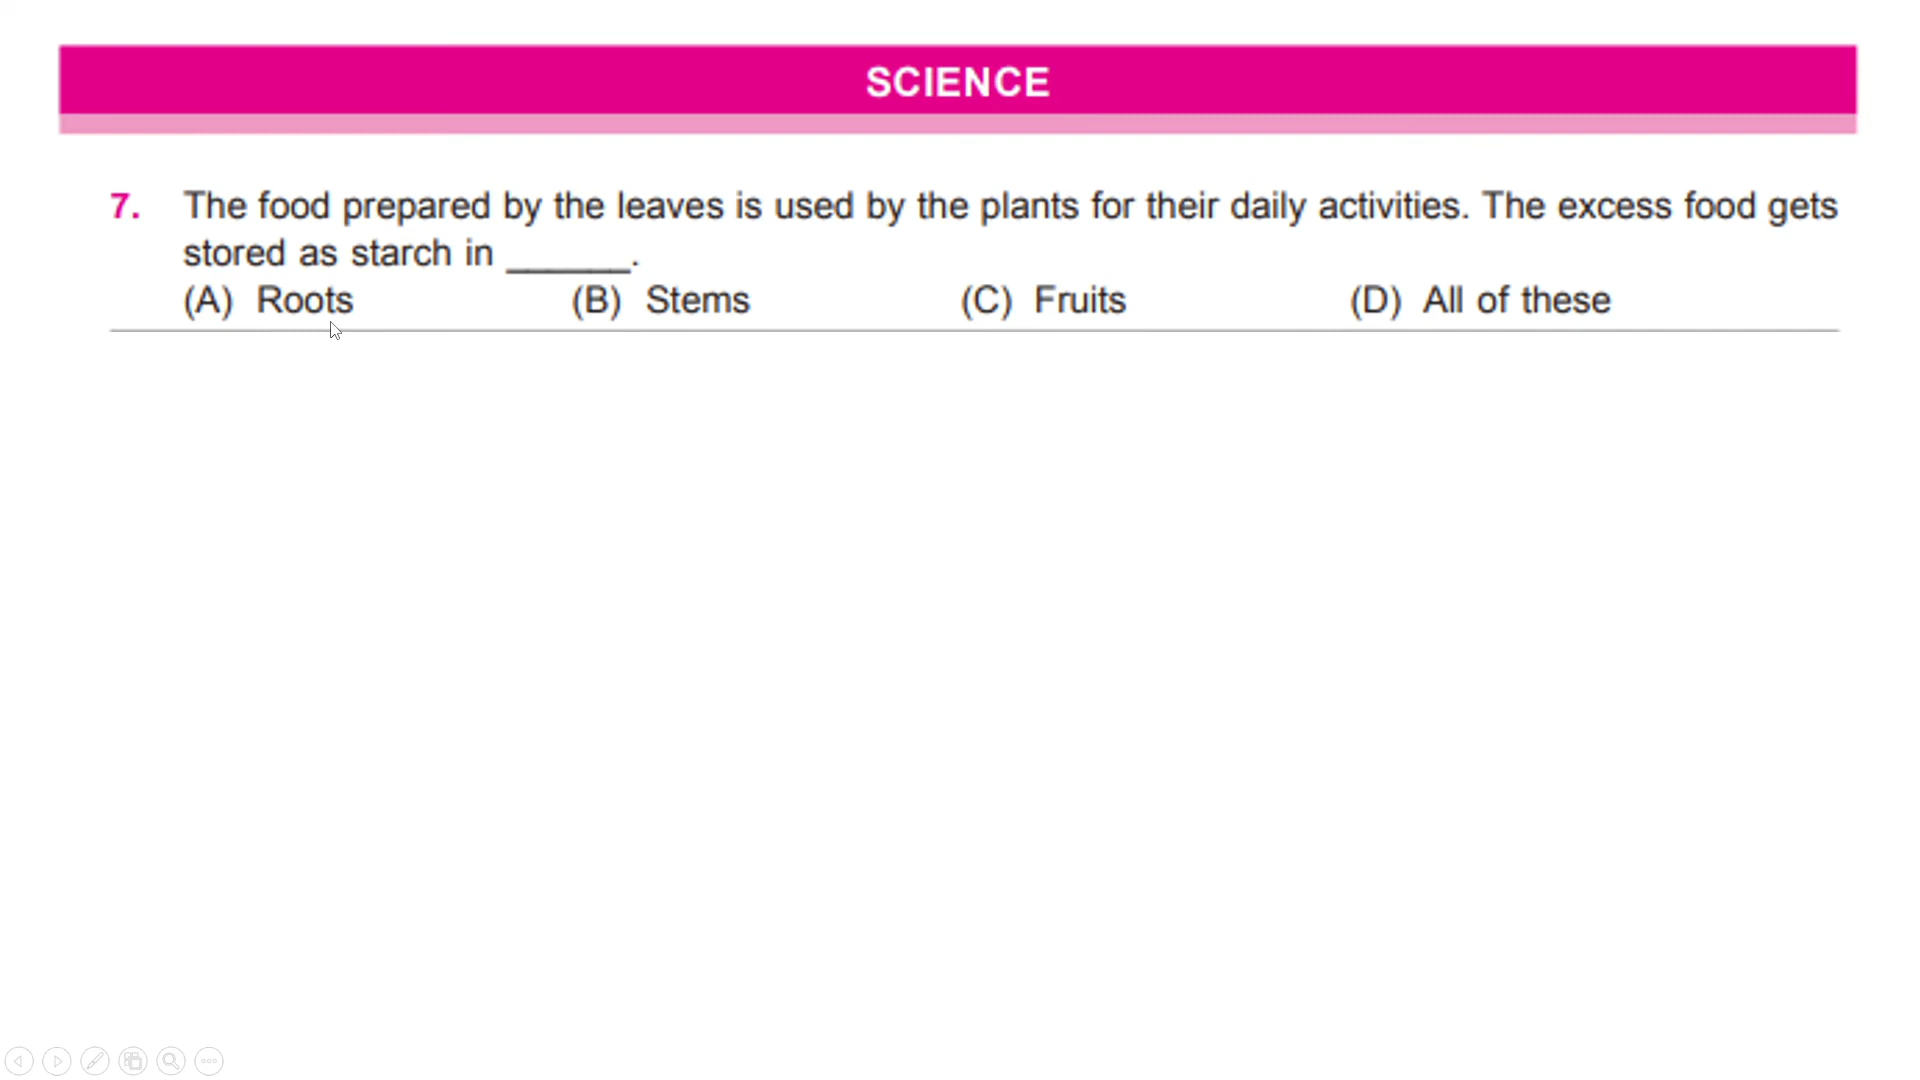 SCIENCE
7. The food prepared by the leaves is used by the plants for their daily activities. The excess food gets
stored as starch in ______.
(A) Roots (B) Stems (C) Fruits (D) All of these